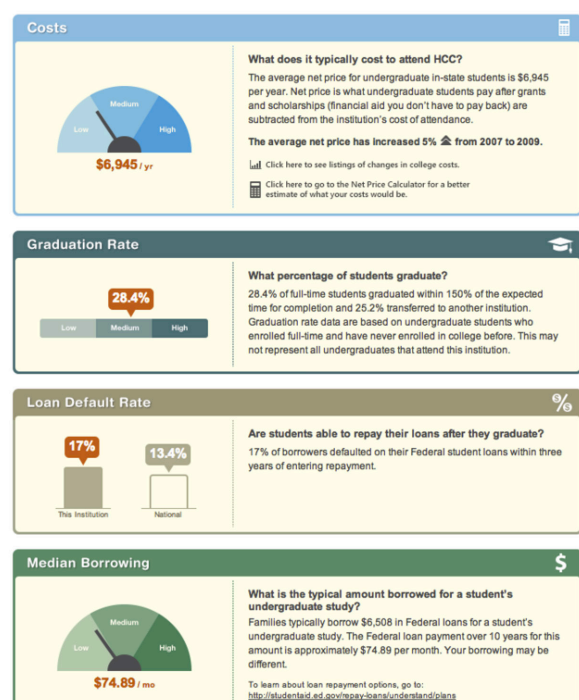 Costs
Medium
Low
High
$6,945 / yr
What does it typically cost to attend HCC?
The average net price for undergraduate in-state students is $6,945
per year. Net price is what undergraduate students pay after grants
and scholarships (financial aid you don't have to pay back) are
subtracted from the institution's cost of attendance.
The average net price has increased 5% from 2007 to 2009.
Click here to see listings of changes in college costs.
Click here to go to the Net Price Calculator for a better
estimate of what your costs would be.
Graduation Rate
28.4%
Low Medium High
What percentage of students graduate?
28.4% of full-time students graduated within 150% of the expected
time for completion and 25.2% transferred to another institution.
Graduation rate data are based on undergraduate students who
enrolled full-time and have never enrolled in college before. This may
not represent all undergraduates that attend this institution.
Loan Default Rate
%
17%
13.4%
This Institution
National
Are students able to repay their loans after they graduate?
17% of borrowers defaulted on their Federal student loans within three
years of entering repayment.
Median Borrowing
$
Medium
Low
High
$74.89 / mo
What is the typical amount borrowed for a student's
undergraduate study?
Families typically borrow $6,508 in Federal loans for a student's
undergraduate study. The Federal loan payment over 10 years for this
amount is approximately $74.89 per month. Your borrowing may be
different.
To learn about loan repayment options, go to:
http://studentaid.ed.gov/repay-loans/understand/plans